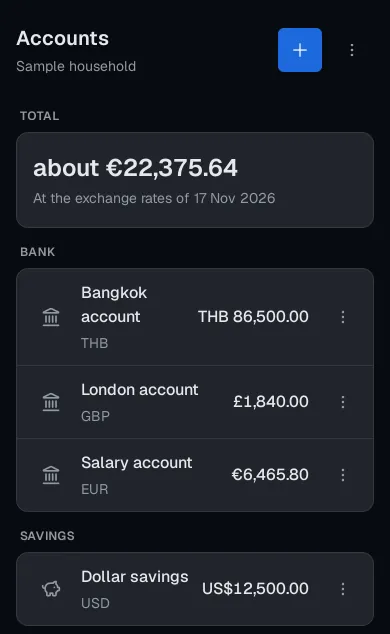 Accounts
Sample household
TOTAL
about €22,375.64
At the exchange rates of 17 Nov 2026
BANK
Bangkok
account
THB 86,500.00
THB
London account
£1,840.00
GBP
Salary account
€6,465.80
EUR
SAVINGS
Dollar savings
US$12,500.00
USD